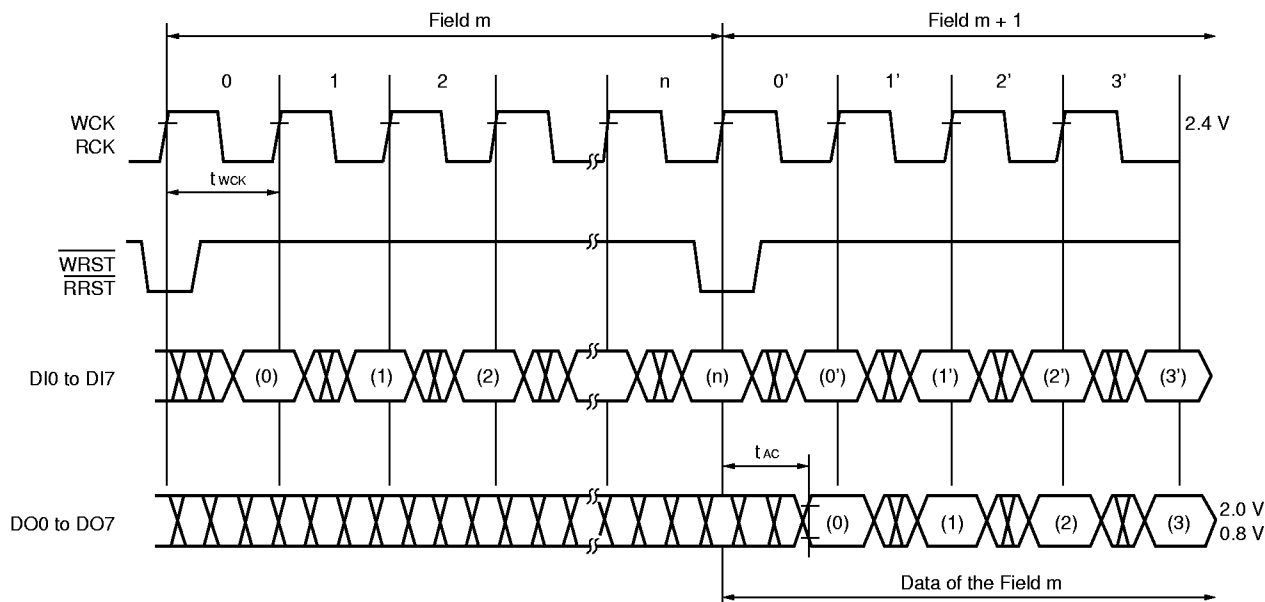 Field m Field m + 1
0 1 2 n 0' 1' 2' 3'
WCK
RCK
2.4 V
tWCK
WRST
RRST
DI0 to DI7 (0) (1) (2) (n) (0') (1') (2') (3')
tAC
DO0 to DO7 (0) (1) (2) (3)
2.0 V
0.8 V
Data of the Field m